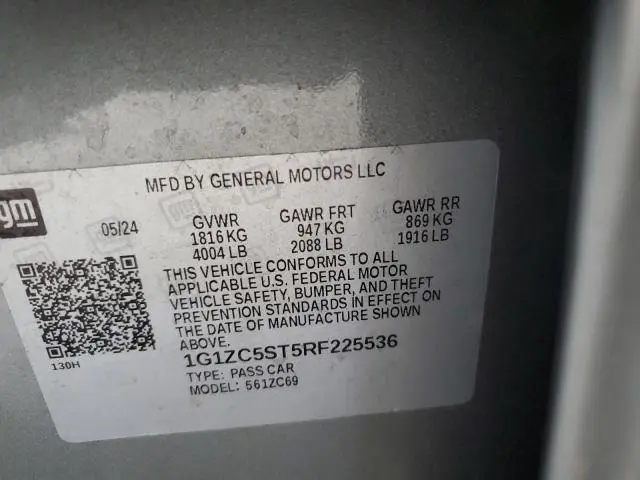 MFD BY GENERAL MOTORS LLC
gm
05/24
GVWR GAWR FRT GAWR RR
1816 KG 947 KG 869 KG
4004 LB 2088 LB 1916 LB
THIS VEHICLE CONFORMS TO ALL
APPLICABLE U.S. FEDERAL MOTOR
VEHICLE SAFETY, BUMPER, AND THEFT
PREVENTION STANDARDS IN EFFECT ON
THE DATE OF MANUFACTURE SHOWN
ABOVE.
130H
1G1ZC5ST5RF225536
TYPE: PASS CAR
MODEL: 561ZC69